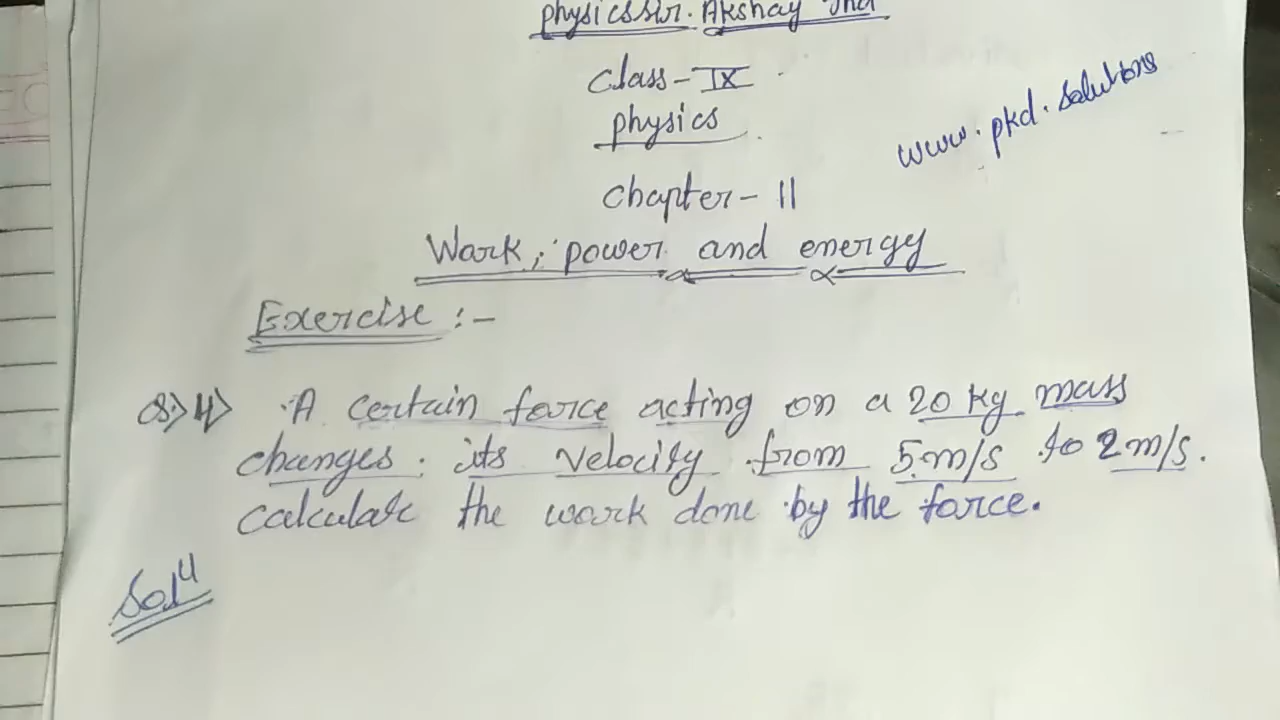 physics Sir. Akshay Jha
Class-IX
physics
www.pkd.solutions
Chapter-11
Work, power and energy
Exercise :-
Q.4> A certain force acting on a 20 kg mass
changes its velocity from 5 m/s to 2 m/s.
calculate the work done by the force.
Sol4